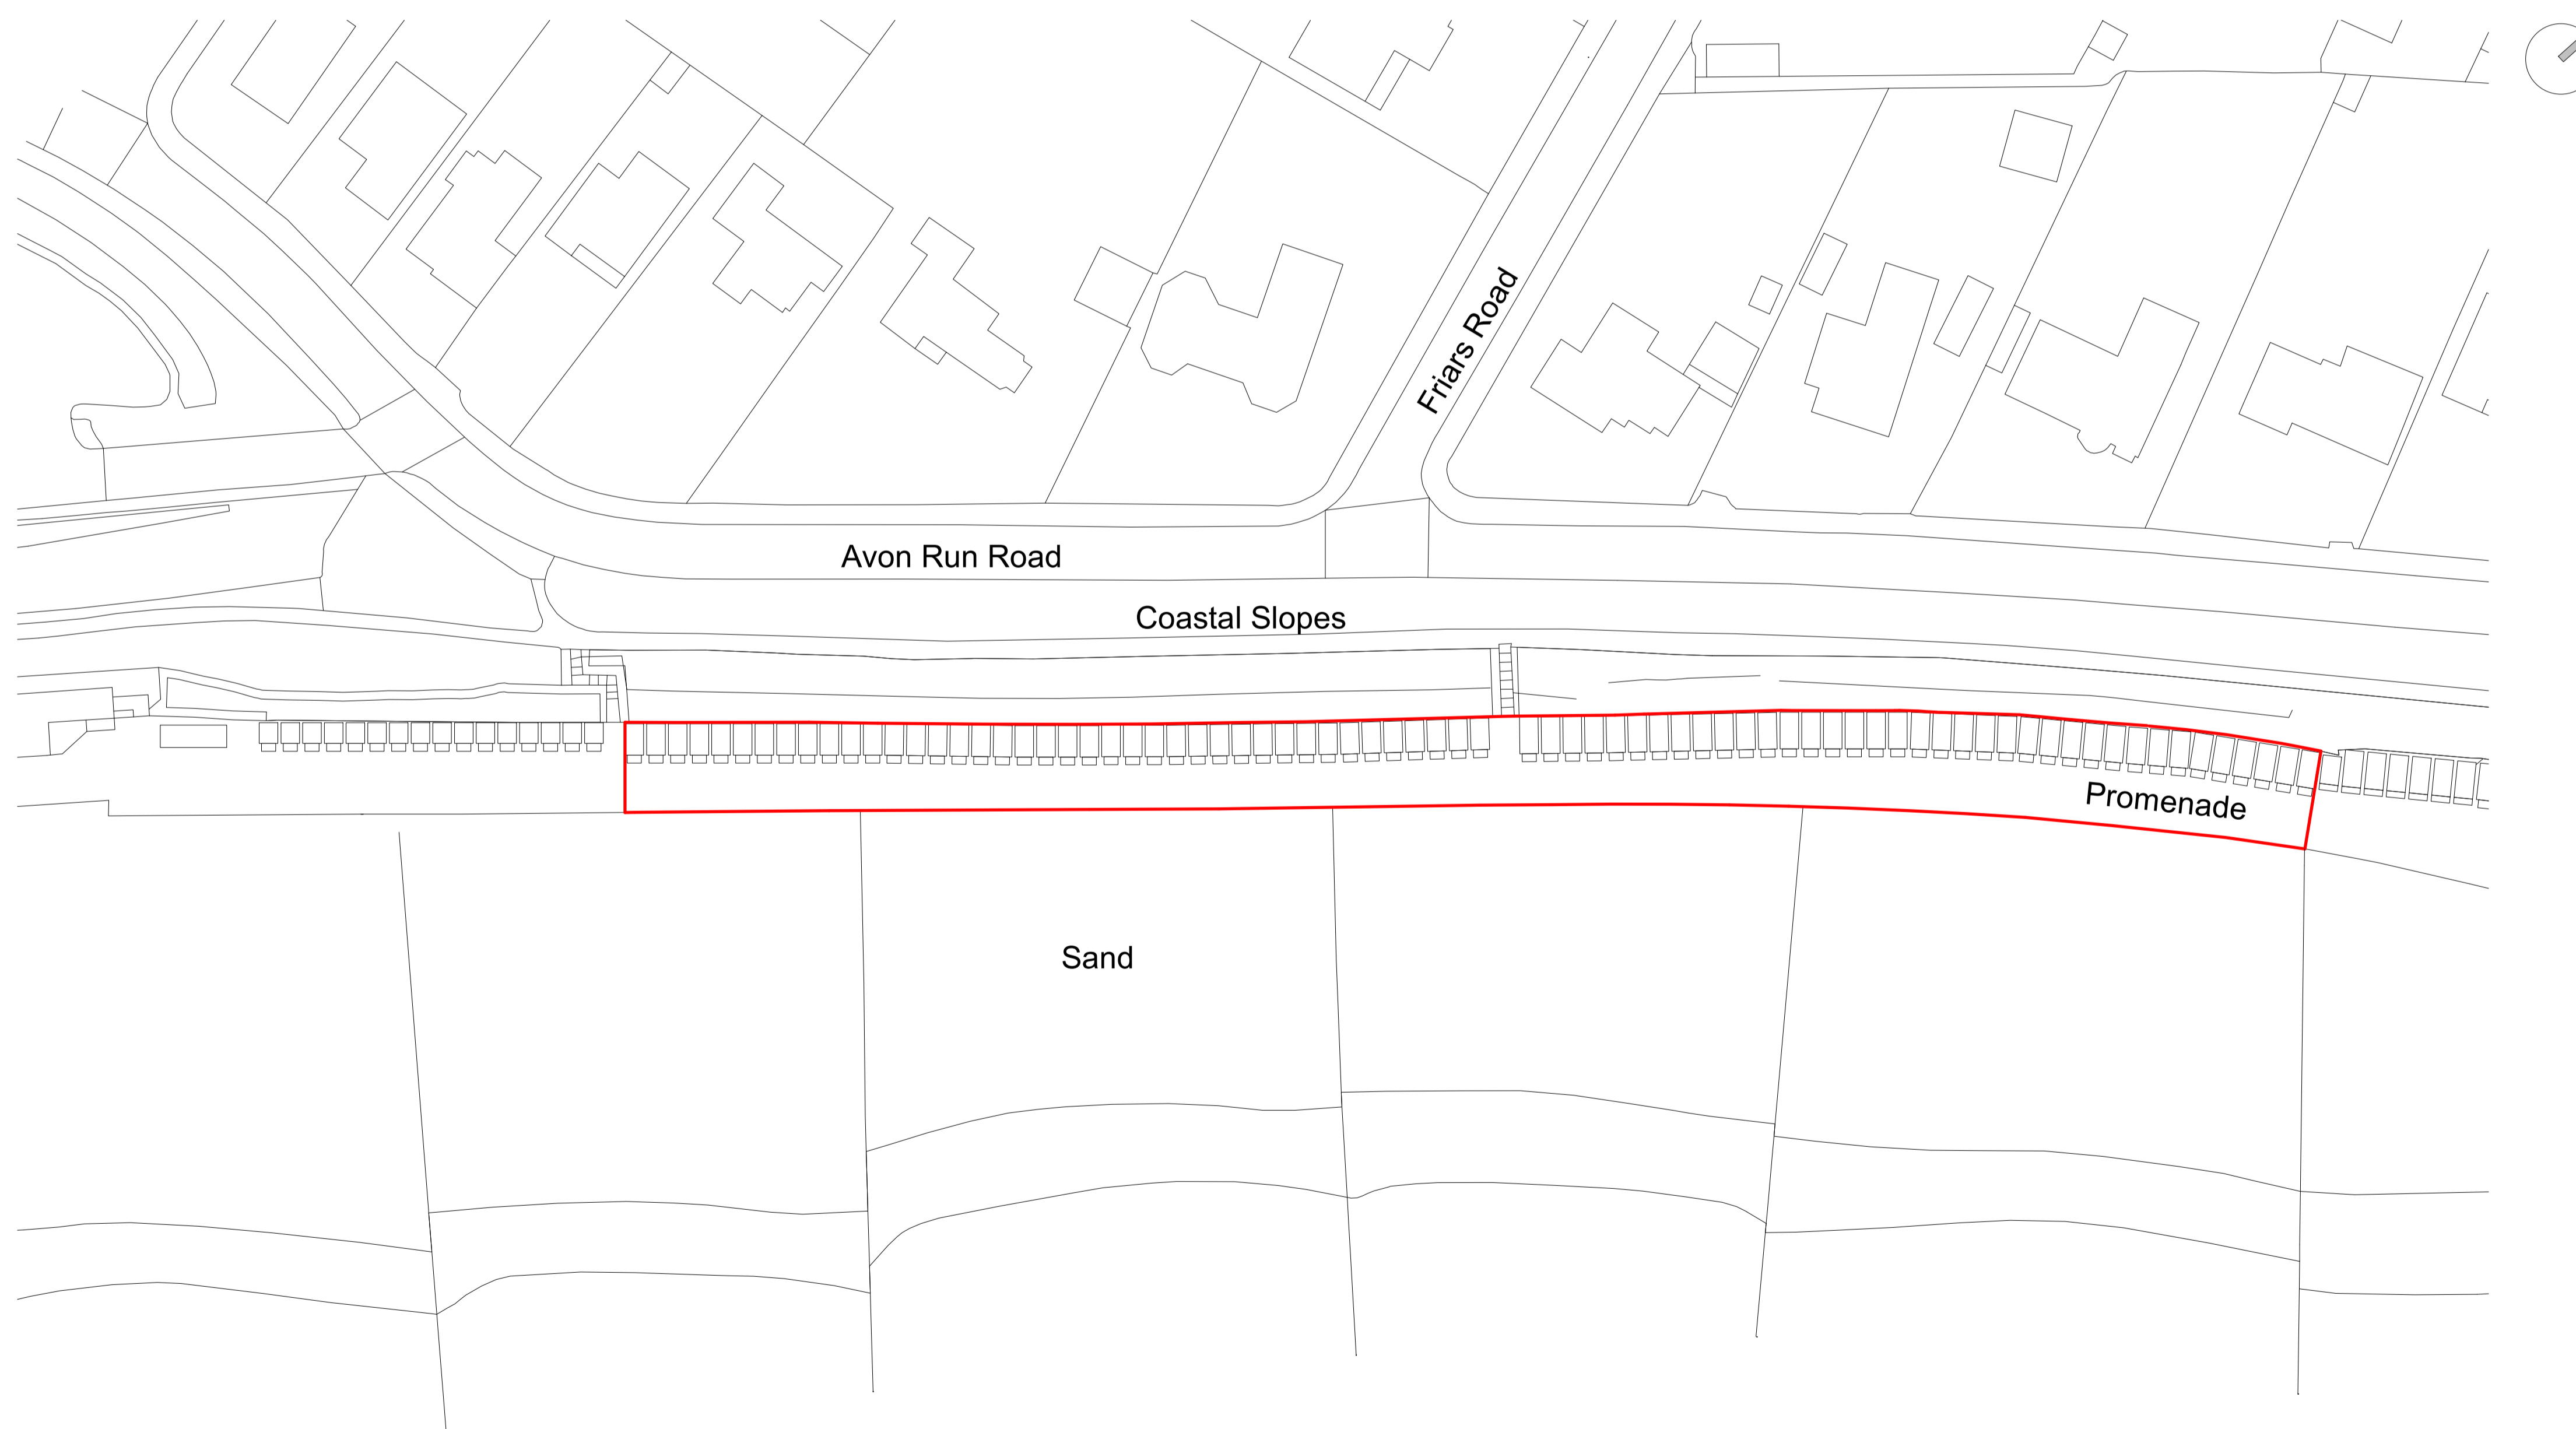 Friars Road
Avon Run Road
Coastal Slopes
Promenade
Sand